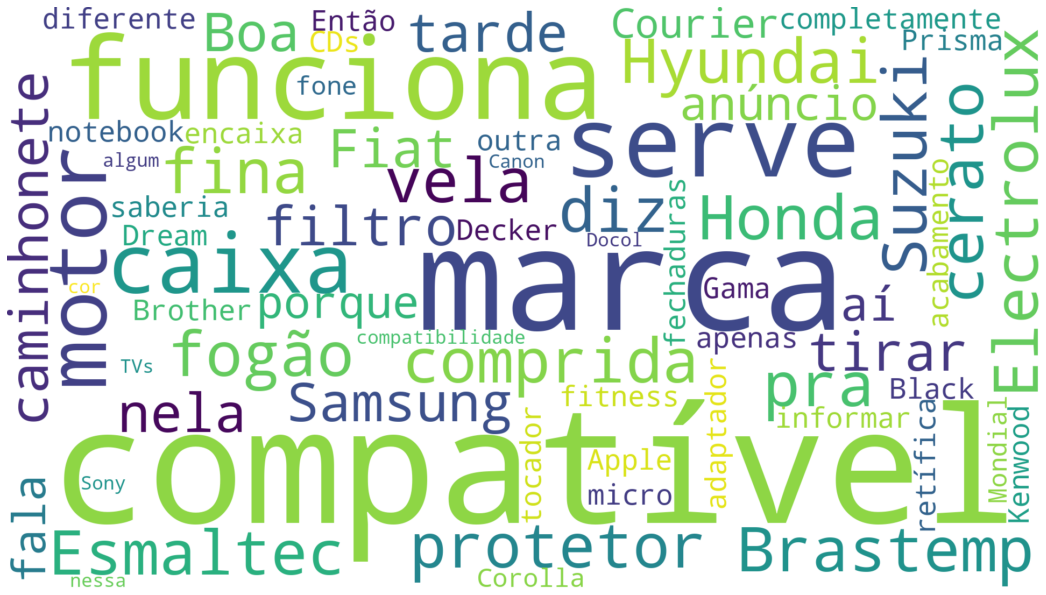 diferente
Então
Boa
CDs
tarde
Courier
completamente
Prisma
funciona
fone
Hyundai
anúncio
Suzuki
Electrolux
caminhonete
notebook
encaixa
algum
Fiat
outra
Canon
serve
cerato
motor
fina
vela
saberia
Dream
filtro
Decker
diz
Docol
fechaduras
Honda
acabamento
caixa
cor
marca
Gama
aí
Brother
porque
compatibilidade
apenas
tirar
TVs
fogão
comprida
pra
Black
nela
Samsung
fitness
adaptador
informar
compatível
Sony
tocador
Apple
micro
retífica
Mondial
Kenwood
fala
Esmaltec
protetor
Brastemp
nessa
Corolla